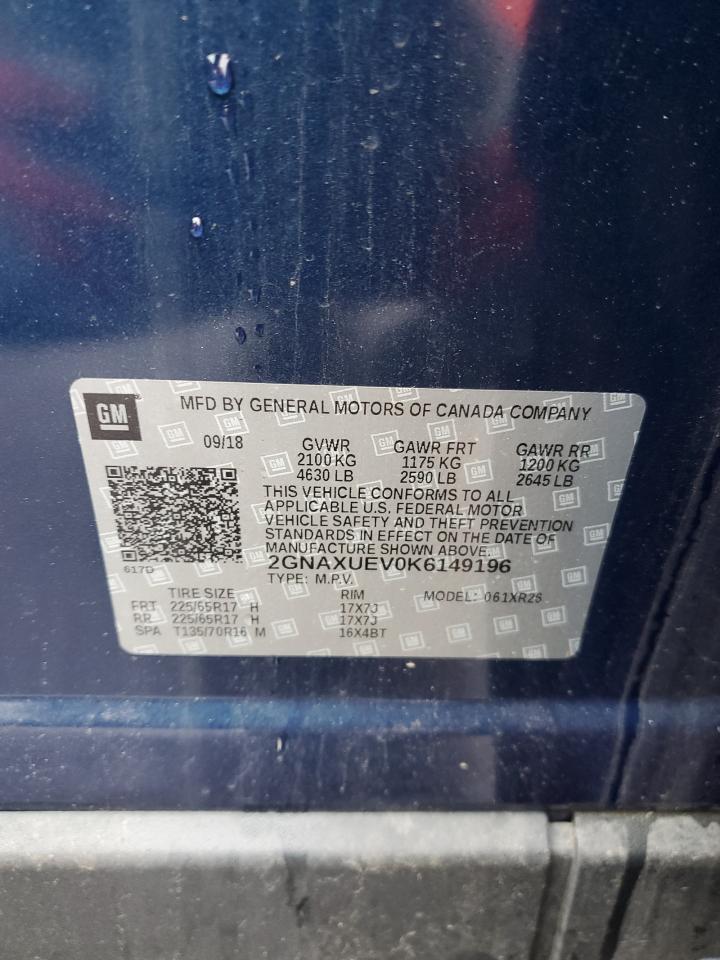 GM
MFD BY GENERAL MOTORS OF CANADA COMPANY
09/18 GVWR GAWR FRT GAWR RR
2100 KG 1175 KG 1200 KG
4630 LB 2590 LB 2645 LB
THIS VEHICLE CONFORMS TO ALL
APPLICABLE U.S. FEDERAL MOTOR
VEHICLE SAFETY AND THEFT PREVENTION
STANDARDS IN EFFECT ON THE DATE OF
MANUFACTURE SHOWN ABOVE.
617D 2GNAXUEV0K6149196
TYPE: M.P.V.
TIRE SIZE RIM MODEL: 061XR26
FRT 225/65R17 H 17X7J
RR 225/65R17 H 17X7J
SPA T135/70R16 M 16X4BT